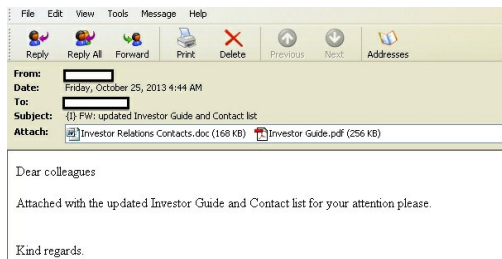 File Edit View Tools Message Help
Reply Reply All Forward Print Delete Previous Next Addresses
From:
Date: Friday, October 25, 2013 4:44 AM
To:
Subject: {I} FW: updated Investor Guide and Contact list
Attach: Investor Relations Contacts.doc (168 KB) Investor Guide.pdf (256 KB)
Dear colleagues
Attached with the updated Investor Guide and Contact list for your attention please.
Kind regards.